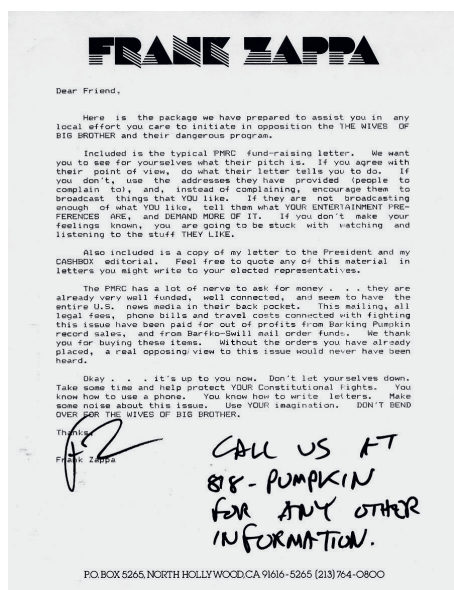 FRANK ZAPPA
Dear Friend,
Here is the package we have prepared to assist you in any
local effort you care to initiate in opposition the THE WIVES OF
BIG BROTHER and their dangerous program.
Included is the typical PMRC fund-raising letter. We want
you to see for yourselves what their pitch is. If you agree with
their point of view, do what their letter tells you to do. If
you don't, use the addresses they have provided (people to
complain to), and, instead of complaining, encourage them to
broadcast things that YOU like. If they are not broadcasting
enough of what YOU like, tell them what YOUR ENTERTAINMENT PRE-
FERENCES ARE, and DEMAND MORE OF IT. If you don't make your
feelings known, you are going to be stuck with watching and
listening to the stuff THEY LIKE.
Also included is a copy of my letter to the President and my
CASHBOX editorial. Feel free to quote any of this material in
letters you might write to your elected representatives.
The PMRC has a lot of nerve to ask for money . . . they are
already very well funded, well connected, and seem to have the
entire U.S. news media in their back pocket. This mailing, all
legal fees, phone bills and travel costs connected with fighting
this issue have been paid for out of profits from Barking Pumpkin
record sales, and from Barfko-Swill mail order funds. We thank
you for buying these items. Without the orders you have already
placed, a real opposing view to this issue would never have been
heard.
Okay . . . it's up to you now. Don't let yourselves down.
Take some time and help protect YOUR Constitutional Rights. You
know how to use a phone. You know how to write letters. Make
some noise about this issue. Use YOUR imagination. DON'T BEND
OVER FOR THE WIVES OF BIG BROTHER.
Thanks,
FZ
Frank Zappa
CALL US AT
818-PUMPKIN
FOR ANY OTHER
INFORMATION.
P.O. BOX 5265, NORTH HOLLYWOOD, CA 91616-5265 (213) 764-0800